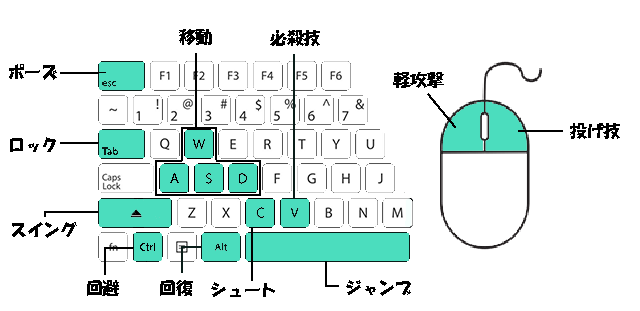 移動 必殺技
ポーズ esc F1 F2 F3 F4 F5 F6
軽攻撃
~ ! 1 @ 2 # 3 $ 4 % 5 ^ 6 & 7
投げ技
ロック Tab Q W E R T Y U
Caps Lock A S D F G H J
Z X C V B N M
スイング
fn Ctrl Alt
回避 回復 シュート ジャンプ